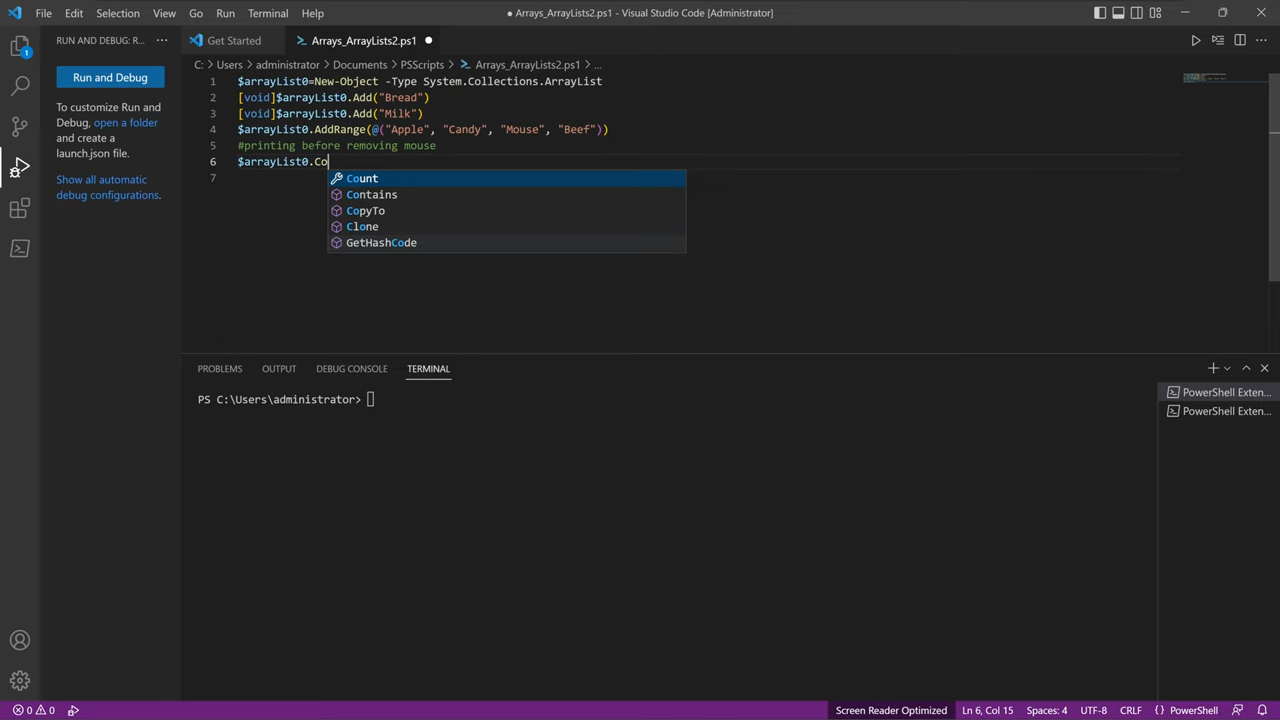 File Edit Selection View Go Run Terminal Help
● Arrays_ArrayLists2.ps1 - Visual Studio Code [Administrator]
RUN AND DEBUG: R... ...
Get Started
Arrays_ArrayLists2.ps1 ●
C: > Users > administrator > Documents > PSScripts > Arrays_ArrayLists2.ps1 > ...
Run and Debug
To customize Run and
Debug, open a folder
and create a
launch.json file.
Show all automatic
debug configurations.
1 $arrayList0=New-Object -Type System.Collections.ArrayList
2 [void]$arrayList0.Add("Bread")
3 [void]$arrayList0.Add("Milk")
4 $arrayList0.AddRange(@("Apple", "Candy", "Mouse", "Beef"))
5 #printing before removing mouse
6 $arrayList0.Co
7
Count
Contains
CopyTo
Clone
GetHashCode
1
PROBLEMS OUTPUT DEBUG CONSOLE TERMINAL
PS C:\Users\administrator>
PowerShell Exten...
PowerShell Exten...
0 0
Screen Reader Optimized Ln 6, Col 15 Spaces: 4 UTF-8 CRLF { } PowerShell